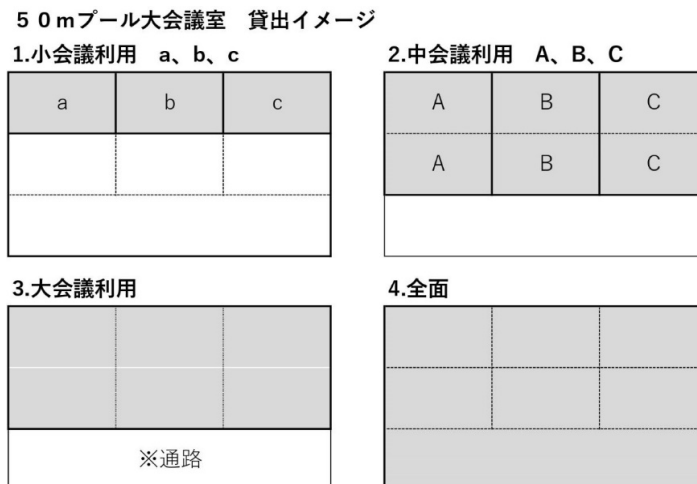 ５０ｍプール大会議室　貸出イメージ
1.小会議利用　a、b、c
a b c
2.中会議利用　A、B、C
A B C
A B C
3.大会議利用
※通路
4.全面